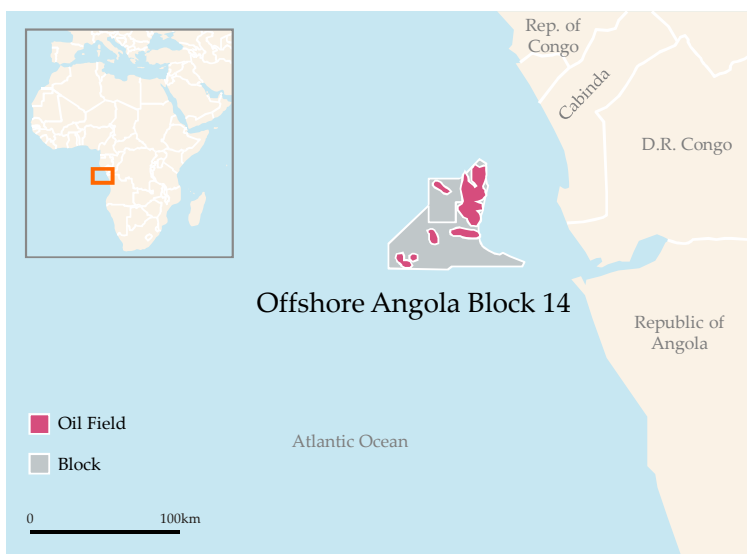 Rep. of
Congo
Cabinda
D.R. Congo
Offshore Angola Block 14
Republic of
Angola
Oil Field
Atlantic Ocean
Block
0 100km